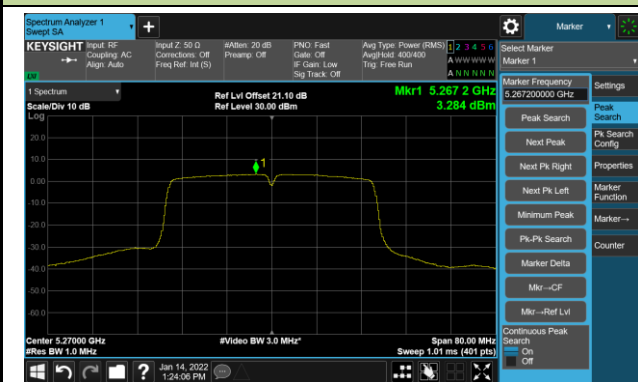 Spectrum Analyzer 1
Swept SA
+
Marker
KEYSIGHT
Input: RF
Coupling: AC
Align: Auto
Input Z: 50 Ω
Corrections: Off
Freq Ref: Int (S)
#Atten: 20 dB
Preamp: Off
PNO: Fast
Gate: Off
IF Gain: Low
Sig Track: Off
Avg Type: Power (RMS)
Avg|Hold: 400/400
Trig: Free Run
1 2 3 4 5 6
A W W W W W
A N N N N N
Select Marker
Marker 1
LXI
1 Spectrum
Scale/Div 10 dB
Log
Ref Lvl Offset 21.10 dB
Ref Level 30.00 dBm
Mkr1 5.267 2 GHz
3.284 dBm
Marker Frequency
5.267200000 GHz
Settings
Peak Search
Peak
Search
Next Peak
Pk Search
Config
Next Pk Right
Properties
Next Pk Left
Marker
Function
Minimum Peak
Marker→
Pk-Pk Search
Counter
Marker Delta
Mkr→CF
Mkr→Ref Lvl
Continuous Peak
Search
On
Off
20.0
10.0
0.00
-10.0
-20.0
-30.0
-40.0
-50.0
-60.0
1
Center 5.27000 GHz
#Res BW 1.0 MHz
#Video BW 3.0 MHz*
Span 80.00 MHz
Sweep 1.01 ms (401 pts)
?
Jan 14, 2022
1:24:06 PM